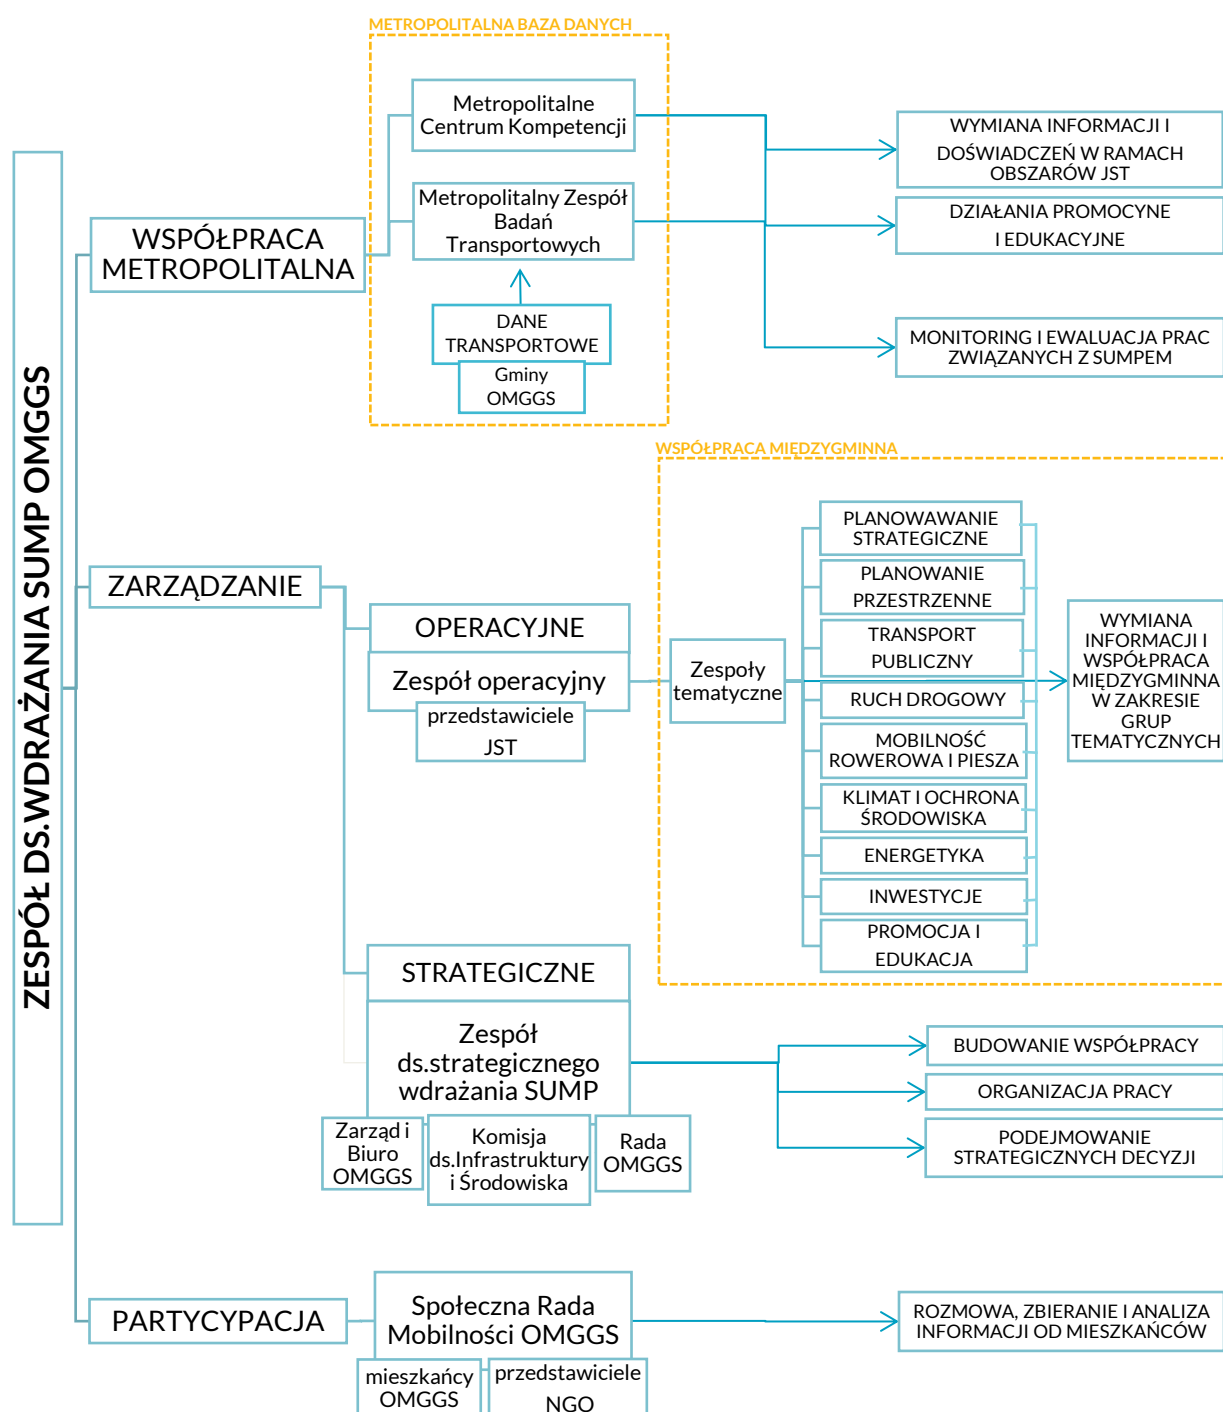 ZESPÓŁ DS.WDRAŻANIA SUMP OMGGS
WSPÓŁPRACA
METROPOLITALNA
METROPOLITALNA BAZA DANYCH
Metropolitalne
Centrum Kompetencji
Metropolitalny Zespół
Badań
Transportowych
DANE
TRANSPORTOWE
Gminy
OMGGS
WYMIANA INFORMACJI I
DOŚWIADCZEŃ W RAMACH
OBSZARÓW JST
DZIAŁANIA PROMOCYNE
I EDUKACYJNE
MONITORING I EWALUACJA PRAC
ZWIĄZANYCH Z SUMPEM
ZARZĄDZANIE
OPERACYJNE
Zespół operacyjny
przedstawiciele
JST
WSPÓŁPRACA MIĘDZYGMINNA
Zespoły
tematyczne
PLANOWAWANIE
STRATEGICZNE
PLANOWANIE
PRZESTRZENNE
TRANSPORT
PUBLICZNY
RUCH DROGOWY
MOBILNOŚĆ
ROWEROWA I PIESZA
KLIMAT I OCHRONA
ŚRODOWISKA
ENERGETYKA
INWESTYCJE
PROMOCJA I
EDUKACJA
WYMIANA
INFORMACJI I
WSPÓŁPRACA
MIĘDZYGMINNA
W ZAKRESIE
GRUP
TEMATYCZNYCH
STRATEGICZNE
Zespół
ds.strategicznego
wdrażania SUMP
Zarząd i
Biuro
OMGGS
Komisja
ds.Infrastruktury
i Środowiska
Rada
OMGGS
BUDOWANIE WSPÓŁPRACY
ORGANIZACJA PRACY
PODEJMOWANIE
STRATEGICZNYCH DECYZJI
PARTYCYPACJA
Społeczna Rada
Mobilności OMGGS
mieszkańcy
OMGGS
przedstawiciele
NGO
ROZMOWA, ZBIERANIE I ANALIZA
INFORMACJI OD MIESZKAŃCÓW